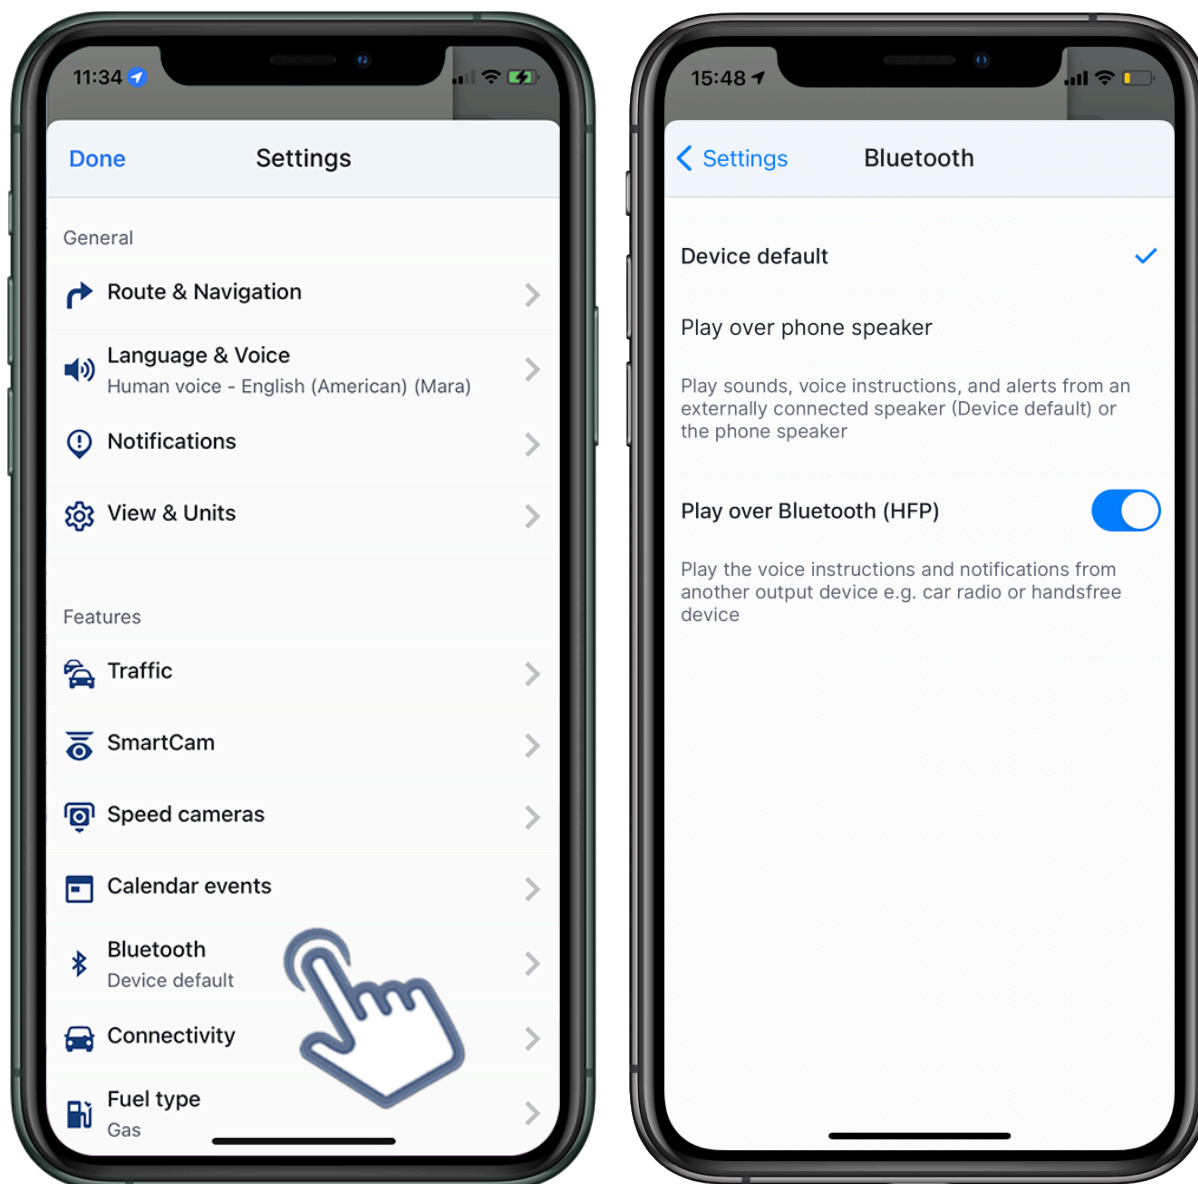 11:34
Done
Settings
General
Route & Navigation
Language & Voice
Human voice - English (American) (Mara)
Notifications
View & Units
Features
Traffic
SmartCam
Speed cameras
Calendar events
Bluetooth
Device default
Connectivity
Fuel type
Gas
15:48
Settings
Bluetooth
Device default
Play over phone speaker
Play sounds, voice instructions, and alerts from an
externally connected speaker (Device default) or
the phone speaker
Play over Bluetooth (HFP)
Play the voice instructions and notifications from
another output device e.g. car radio or handsfree
device